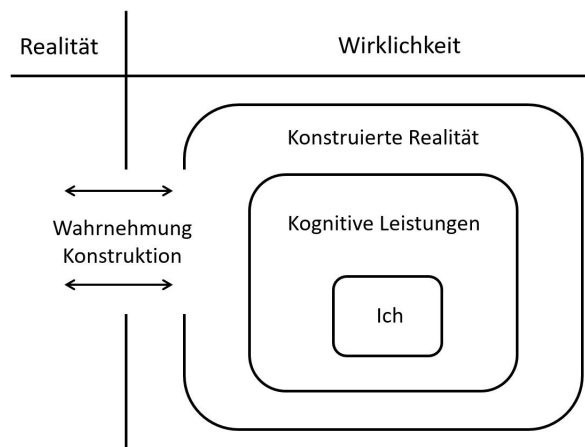 Realität
Wirklichkeit
Konstruierte Realität
Wahrnehmung
Konstruktion
Kognitive Leistungen
Ich